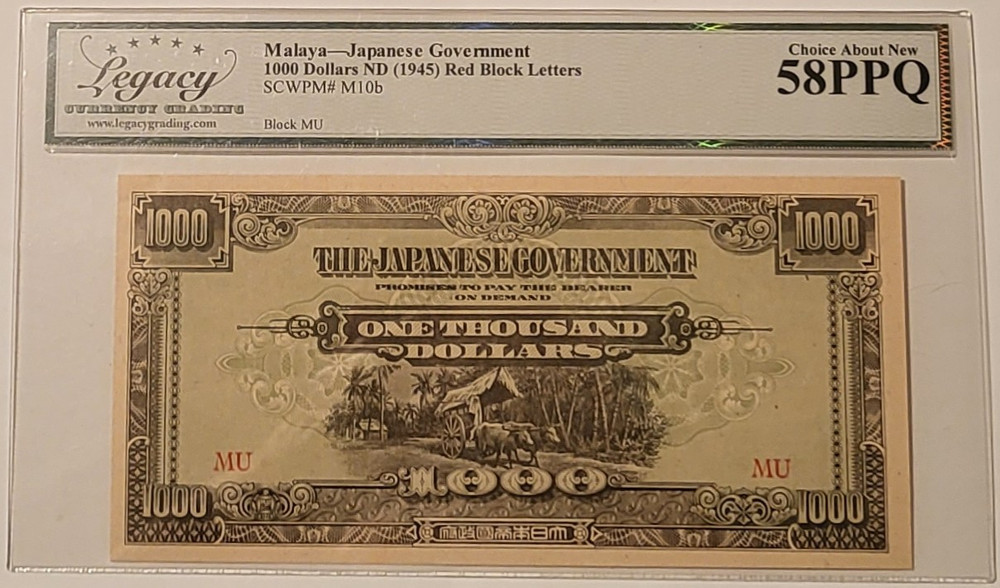 Legacy
CURRENCY GRADING
www.legacygrading.com
Malaya—Japanese Government
1000 Dollars ND (1945) Red Block Letters
SCWPM# M10b
Block MU
Choice About New
58PPQ
1000
1000
THE JAPANESE GOVERNMENT
PROMISES TO PAY THE BEARER
ON DEMAND
ONE THOUSAND
DOLLARS
MU
MU
1000
1000
1000
府政國帝本日大